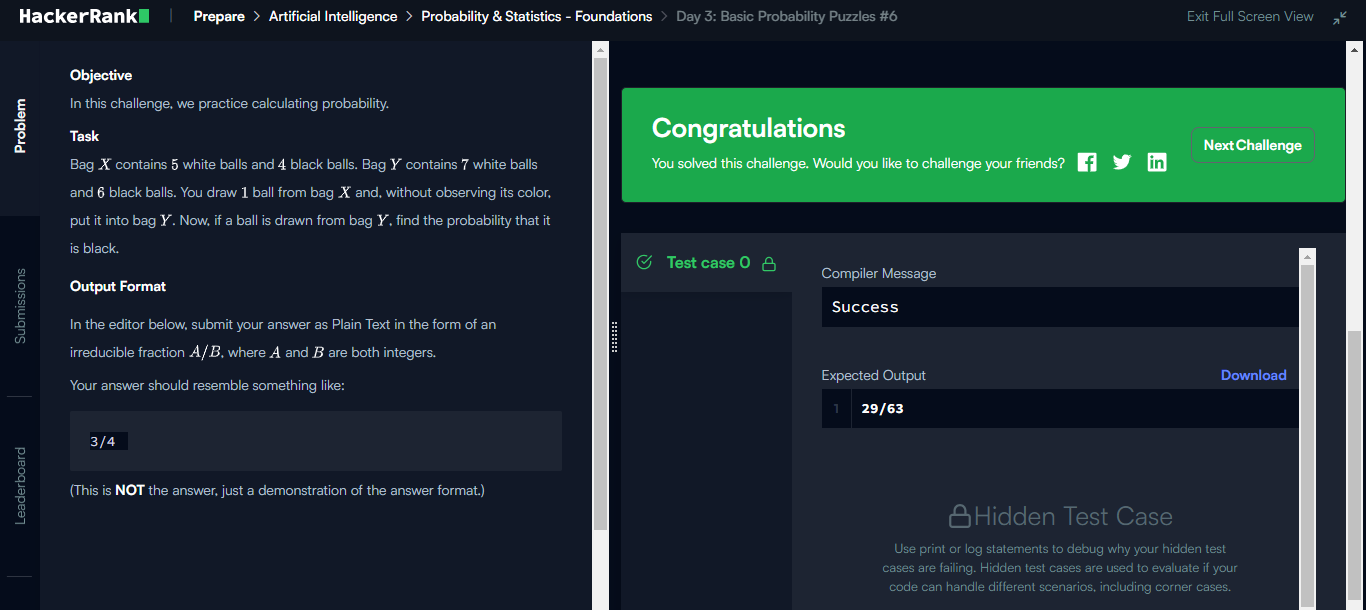 HackerRank
Prepare > Artificial Intelligence > Probability & Statistics - Foundations > Day 3: Basic Probability Puzzles #6
Exit Full Screen View
Problem
Submissions
Leaderboard
Objective
In this challenge, we practice calculating probability.
Task
Bag X contains 5 white balls and 4 black balls. Bag Y contains 7 white balls
and 6 black balls. You draw 1 ball from bag X and, without observing its color,
put it into bag Y. Now, if a ball is drawn from bag Y, find the probability that it
is black.
Output Format
In the editor below, submit your answer as Plain Text in the form of an
irreducible fraction A/B, where A and B are both integers.
Your answer should resemble something like:
3/4
(This is NOT the answer, just a demonstration of the answer format.)
Congratulations
You solved this challenge. Would you like to challenge your friends?
Next Challenge
Test case 0
Compiler Message
Success
Expected Output
Download
1 29/63
Hidden Test Case
Use print or log statements to debug why your hidden test
cases are failing. Hidden test cases are used to evaluate if your
code can handle different scenarios, including corner cases.